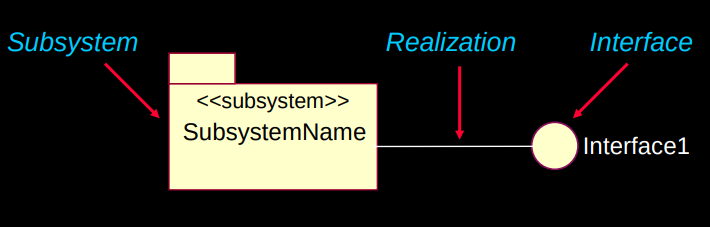 Subsystem
Realization
Interface
<<subsystem>>
SubsystemName
Interface1